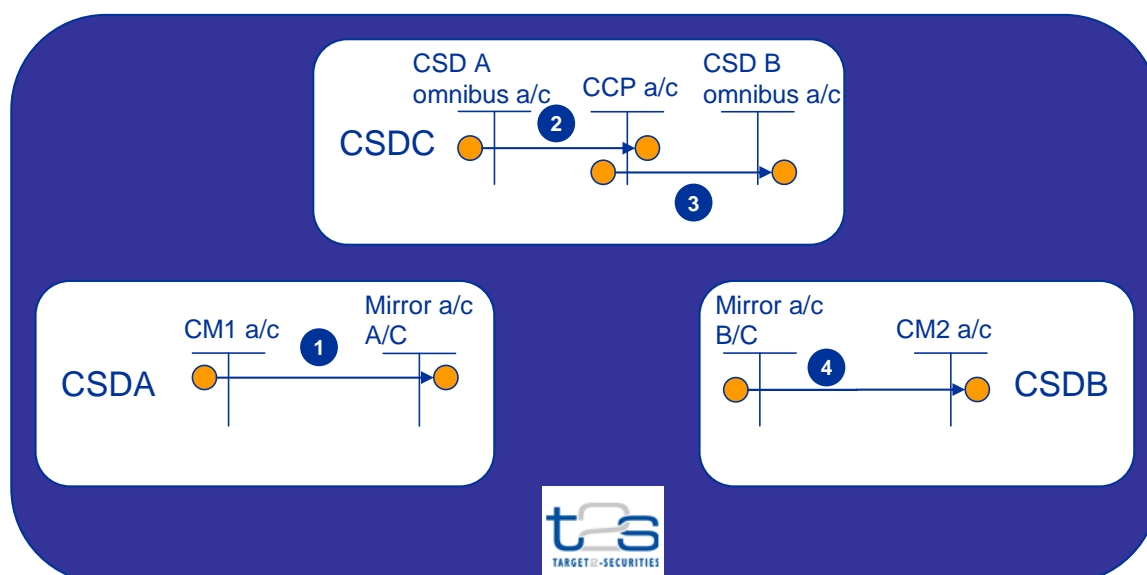 CSD A
omnibus a/c
CCP a/c
CSD B
omnibus a/c
2
CSDC
3
CM1 a/c
Mirror a/c
A/C
1
CSDA
Mirror a/c
B/C
CM2 a/c
4
CSDB
t2s
TARGET2-SECURITIES